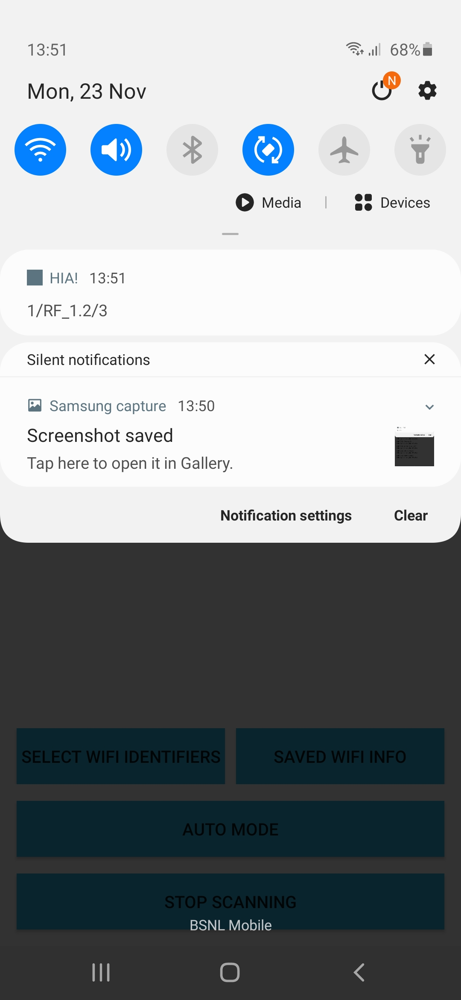 13:51
68%
Mon, 23 Nov
N
Media
Devices
HIA! 13:51
1/RF_1.2/3
Silent notifications
Samsung capture 13:50
Screenshot saved
Tap here to open it in Gallery.
Notification settings
Clear
SELECT WIFI IDENTIFIERS
SAVED WIFI INFO
AUTO MODE
STOP SCANNING
BSNL Mobile